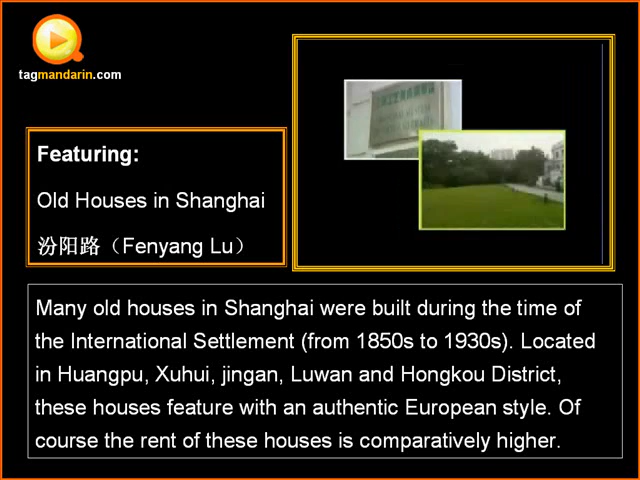 tagmandarin.com
Featuring:
Old Houses in Shanghai
汾阳路（Fenyang Lu）
Many old houses in Shanghai were built during the time of
the International Settlement (from 1850s to 1930s). Located
in Huangpu, Xuhui, jingan, Luwan and Hongkou District,
these houses feature with an authentic European style. Of
course the rent of these houses is comparatively higher.